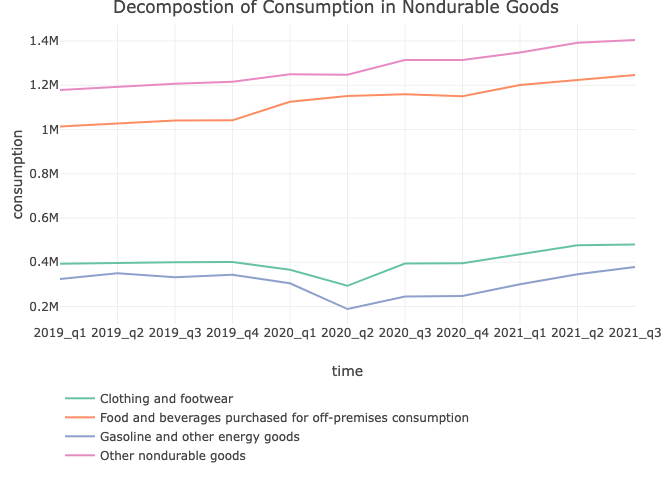 Decompostion of Consumption in Nondurable Goods
1.4M
1.2M
1M
0.8M
0.6M
0.4M
0.2M
consumption
2019_q1 2019_q2 2019_q3 2019_q4 2020_q1 2020_q2 2020_q3 2020_q4 2021_q1 2021_q2 2021_q3
time
Clothing and footwear
Food and beverages purchased for off-premises consumption
Gasoline and other energy goods
Other nondurable goods